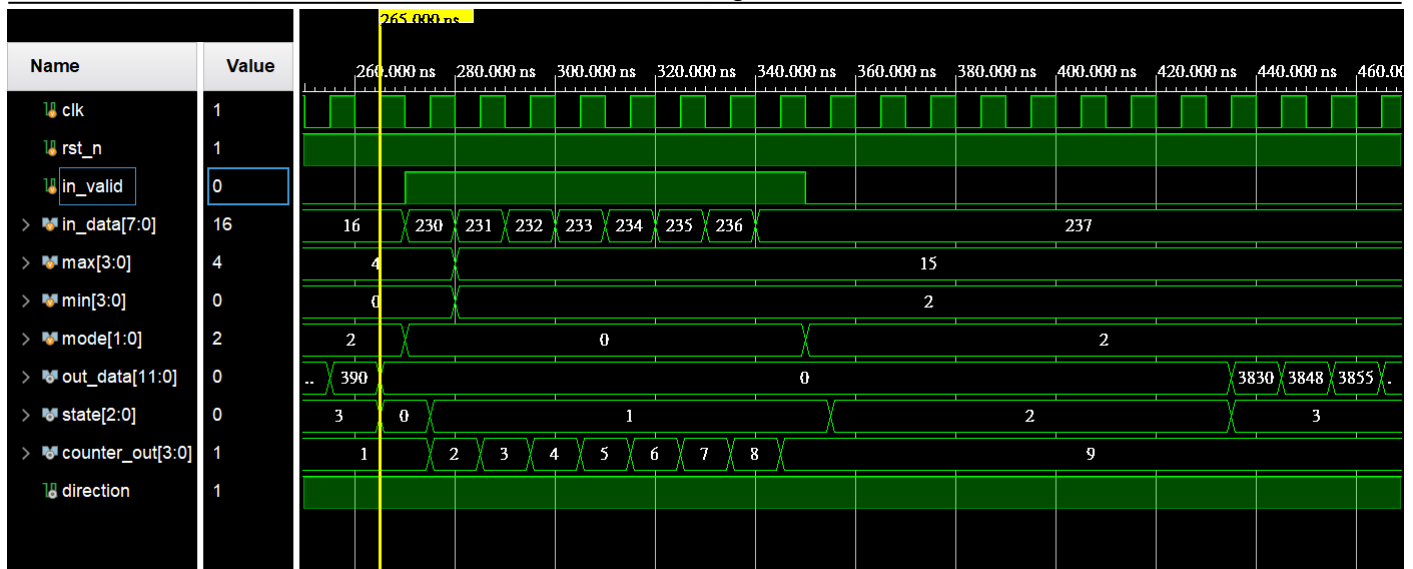 265.000 ns
Name Value
260.000 ns 280.000 ns 300.000 ns 320.000 ns 340.000 ns 360.000 ns 380.000 ns 400.000 ns 420.000 ns 440.000 ns 460.00
clk 1
rst_n 1
in_valid 0
in_data[7:0] 16 16 230 231 232 233 234 235 236 237
max[3:0] 4 4 15
min[3:0] 0 0 2
mode[1:0] 2 2 0 2
out_data[11:0] 0 .. 390 0 3830 3848 3855 .
state[2:0] 0 3 0 1 2 3
counter_out[3:0] 1 1 2 3 4 5 6 7 8 9
direction 1